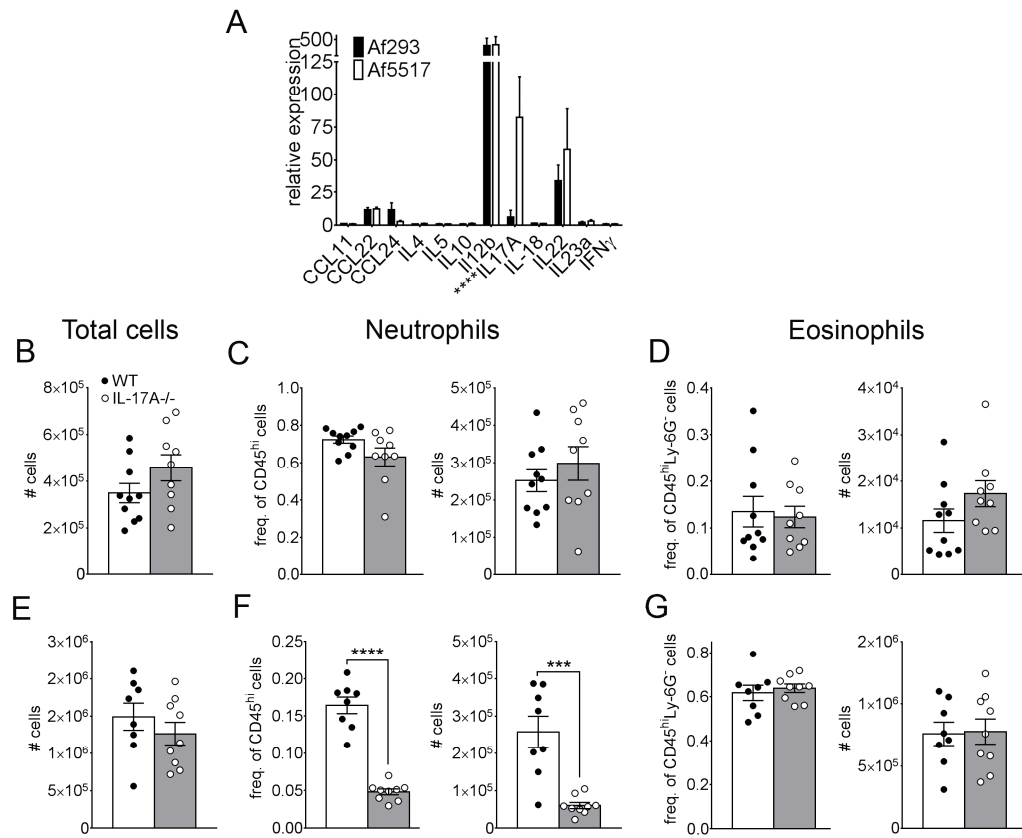 A
500
125
100
75
50
25
0
relative expression
Af293
Af5517
CCL11
CCL22
CCL24
IL4
IL5
IL10
Il12b
****IL17A
IL-18
IL22
IL23a
IFNγ
Total cells
Neutrophils
Eosinophils
B
WT
IL-17A-/-
8×10⁵
6×10⁵
4×10⁵
2×10⁵
0
# cells
C
1.0
0.8
0.6
0.4
0.2
0.0
freq. of CD45ʰⁱ cells
5×10⁵
4×10⁵
3×10⁵
2×10⁵
1×10⁵
0
# cells
D
0.4
0.3
0.2
0.1
0.0
freq. of CD45ʰⁱLy-6G⁻ cells
4×10⁴
3×10⁴
2×10⁴
1×10⁴
0
# cells
E
3×10⁶
2×10⁶
2×10⁶
1×10⁶
5×10⁵
0
# cells
F
0.25
0.20
0.15
0.10
0.05
0.00
freq. of CD45ʰⁱ cells
****
5×10⁵
4×10⁵
3×10⁵
2×10⁵
1×10⁵
0
# cells
***
G
0.8
0.6
0.4
0.2
0.0
freq. of CD45ʰⁱLy-6G⁻ cells
2×10⁶
1×10⁶
5×10⁵
0
# cells